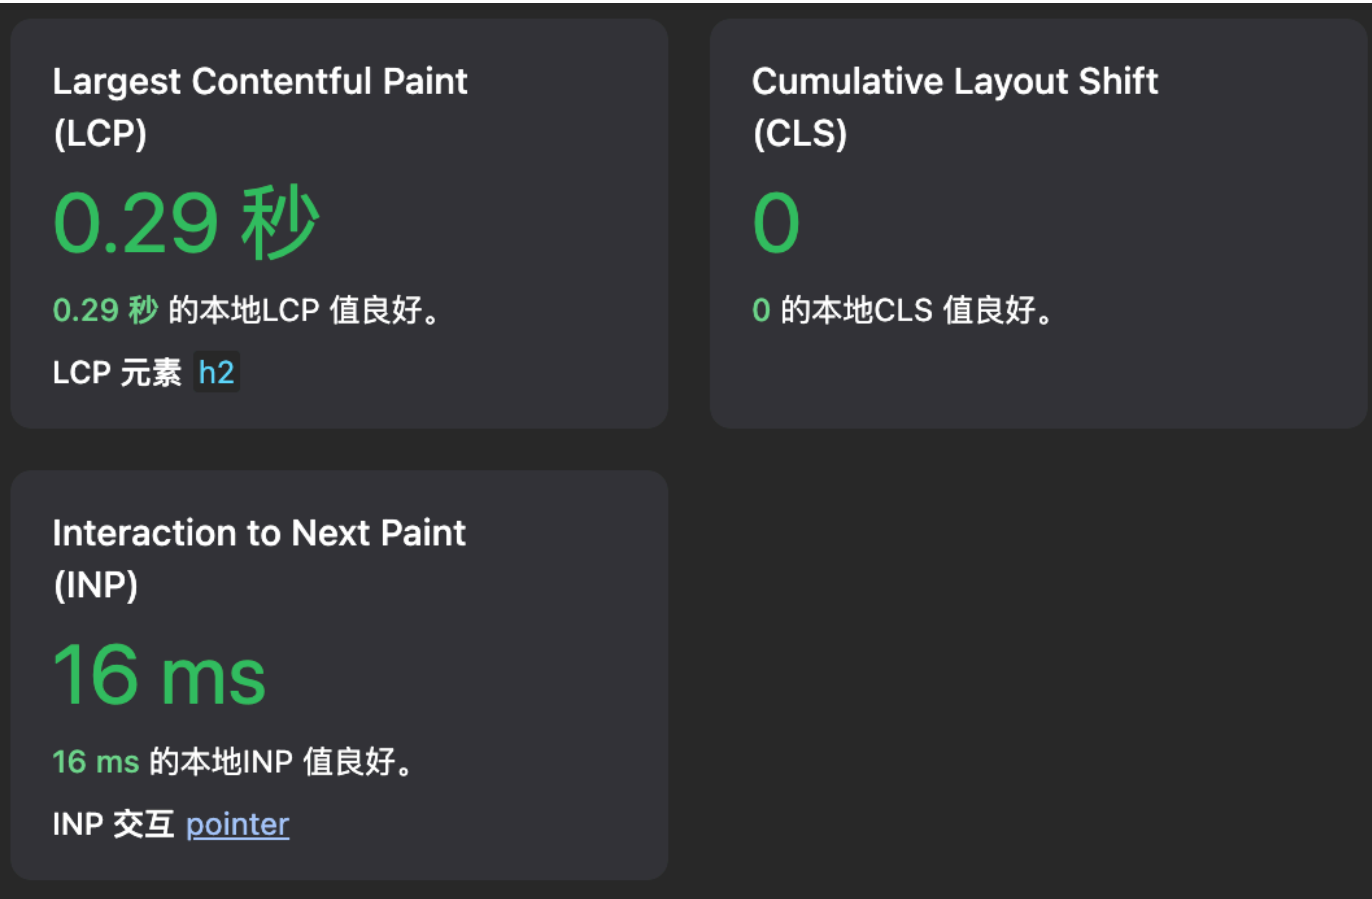 Largest Contentful Paint
(LCP)
0.29 秒
0.29 秒 的本地LCP 值良好。
LCP 元素 h2
Cumulative Layout Shift
(CLS)
0
0 的本地CLS 值良好。
Interaction to Next Paint
(INP)
16 ms
16 ms 的本地INP 值良好。
INP 交互 pointer